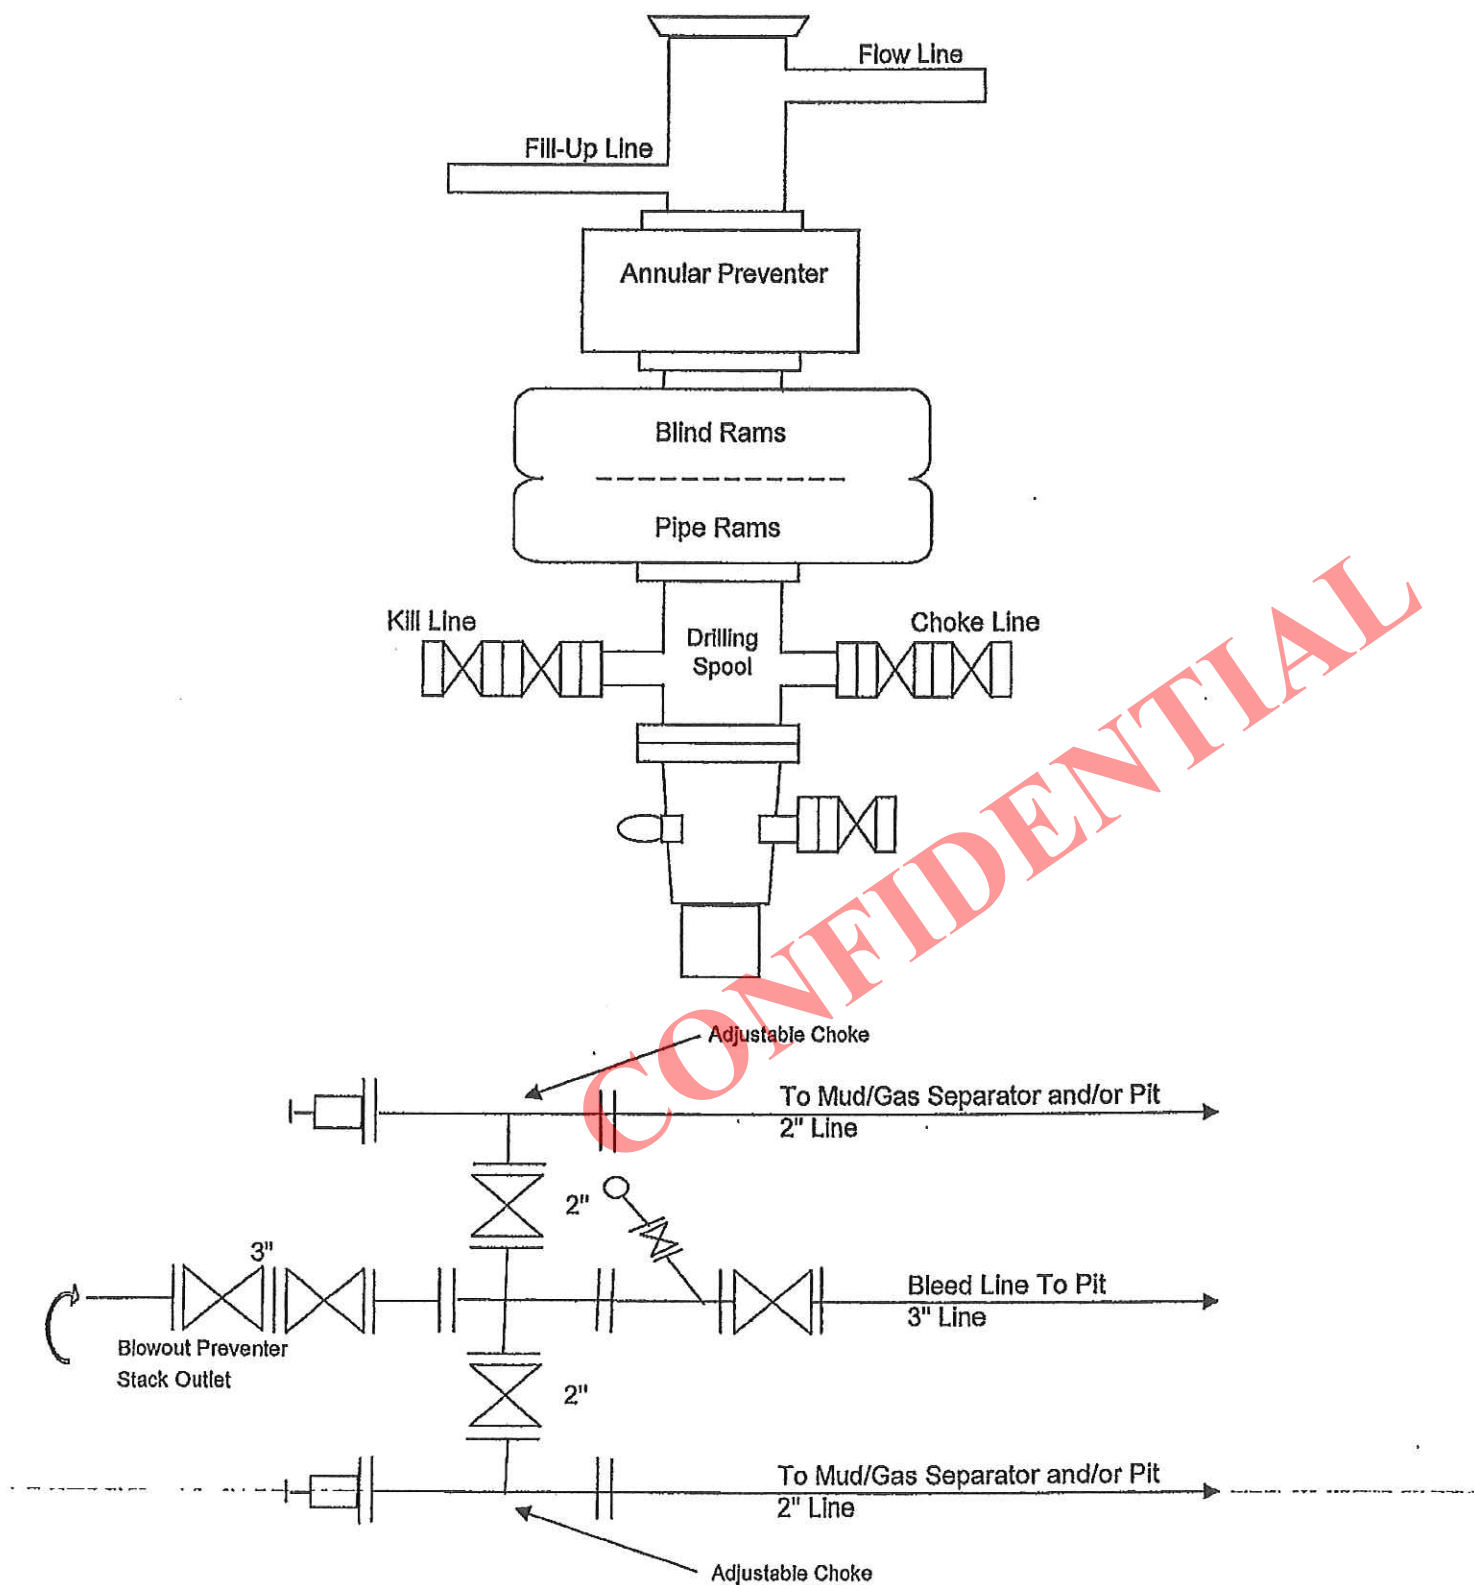 Flow Line
Fill-Up Line
Annular Preventer
Blind Rams
Pipe Rams
Kill Line
Drilling
Spool
Choke Line
CONFIDENTIAL
Adjustable Choke
To Mud/Gas Separator and/or Pit
2" Line
2"
3"
Bleed Line To Pit
3" Line
Blowout Preventer
Stack Outlet
2"
To Mud/Gas Separator and/or Pit
2" Line
Adjustable Choke